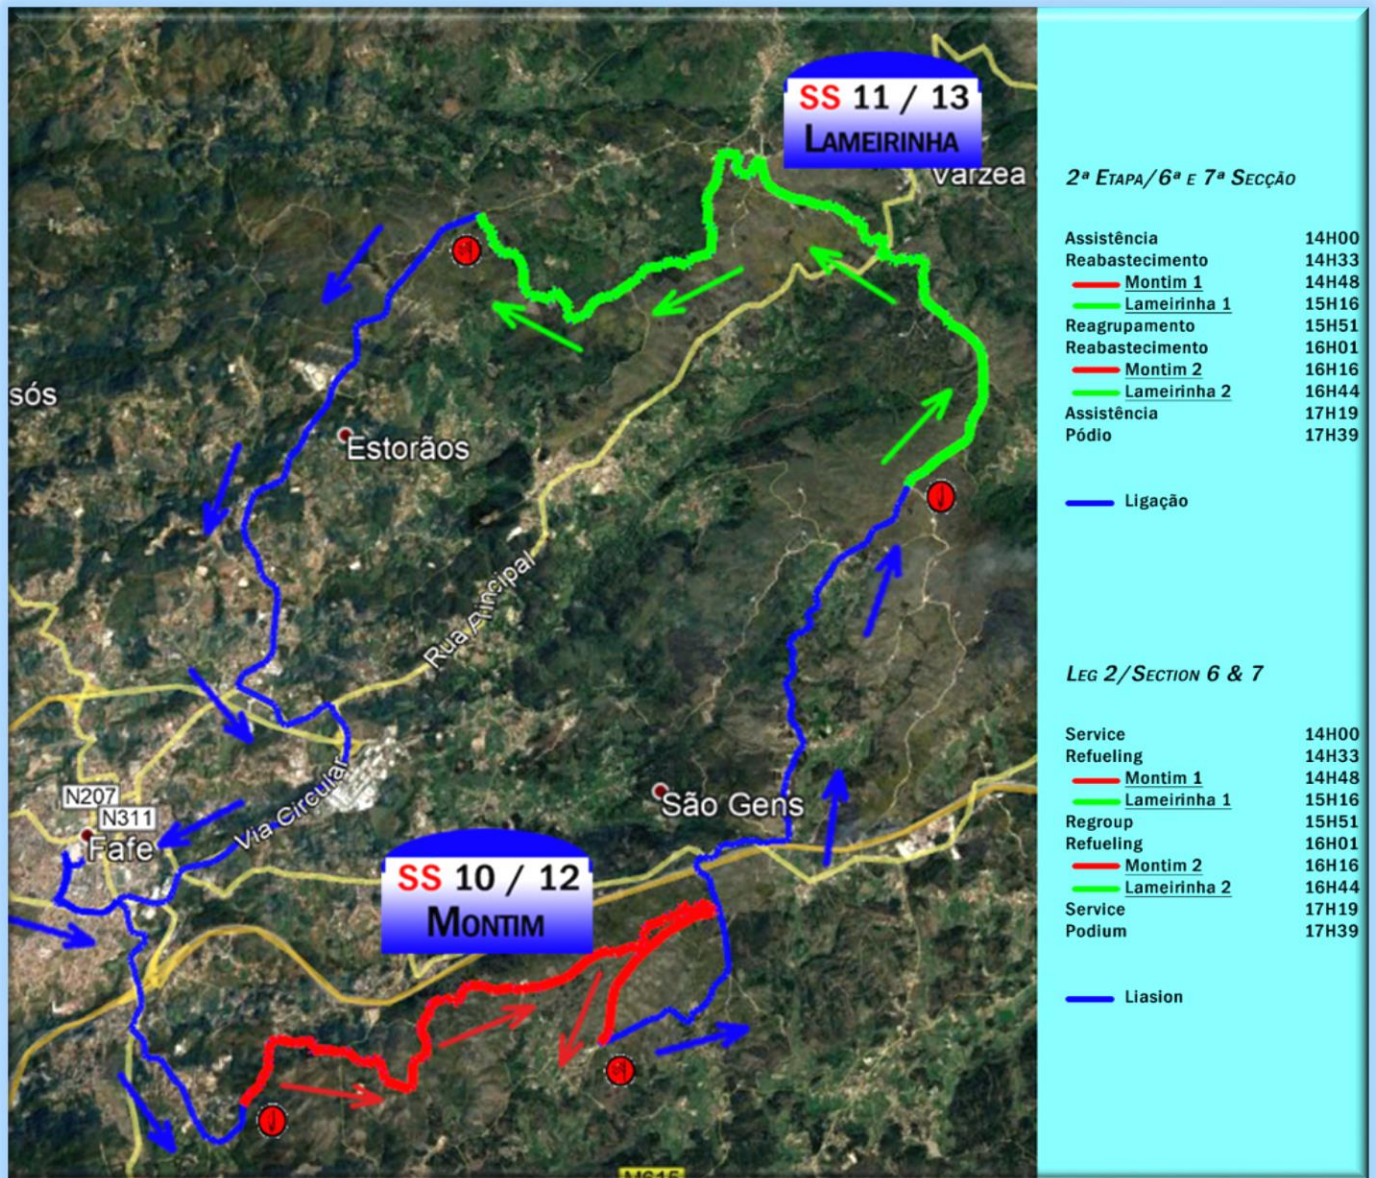 SS 11 / 13
LAMEIRINHA
Varzea
sós
Estorãos
Rua Principal
N207
N311
Fafe
Via Circular
São Gens
SS 10 / 12
MONTIM
M615
2ª ETAPA/6ª E 7ª SECÇÃO
Assistência 14H00
Reabastecimento 14H33
Montim 1 14H48
Lameirinha 1 15H16
Reagrupamento 15H51
Reabastecimento 16H01
Montim 2 16H16
Lameirinha 2 16H44
Assistência 17H19
Pódio 17H39
Ligação
LEG 2/SECTION 6 & 7
Service 14H00
Refueling 14H33
Montim 1 14H48
Lameirinha 1 15H16
Regroup 15H51
Refueling 16H01
Montim 2 16H16
Lameirinha 2 16H44
Service 17H19
Podium 17H39
Liasion